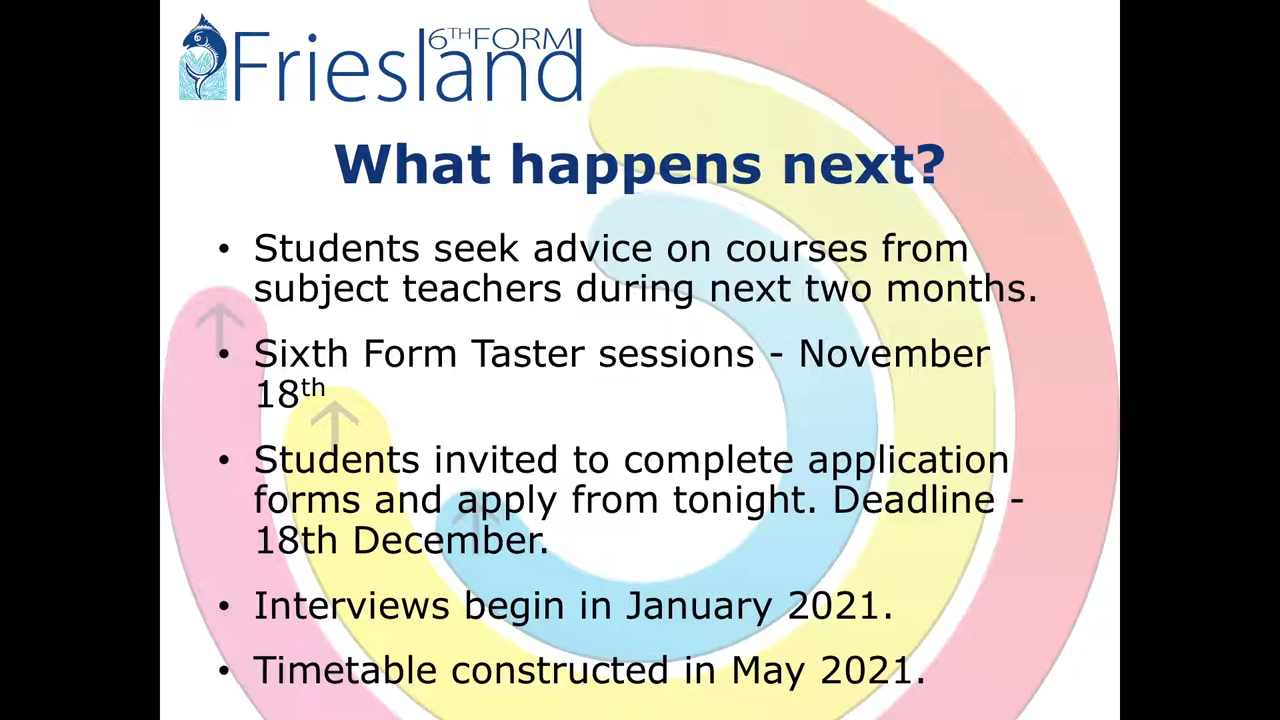 6THFORM
Friesland
What happens next?
• Students seek advice on courses from
subject teachers during next two months.
• Sixth Form Taster sessions - November
18th
• Students invited to complete application
forms and apply from tonight. Deadline -
18th December.
• Interviews begin in January 2021.
• Timetable constructed in May 2021.